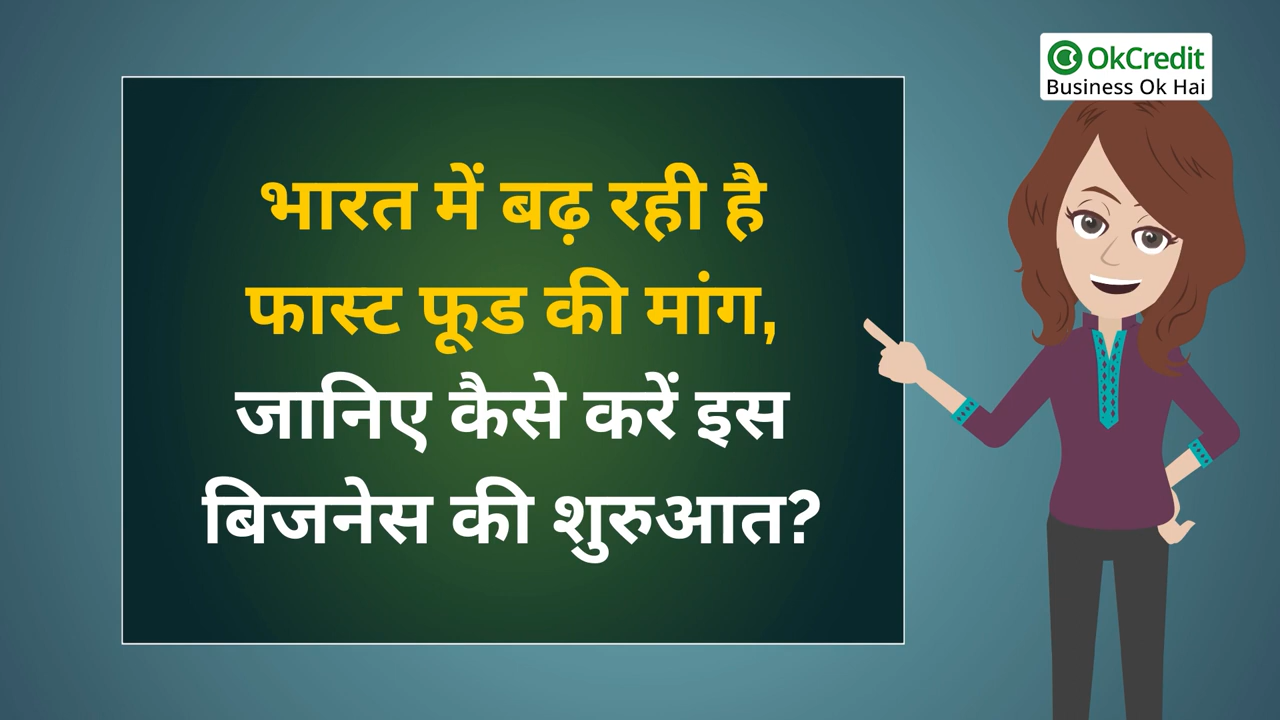 OkCredit
Business Ok Hai
भारत में बढ़ रही है
फास्ट फूड की मांग,
जानिए कैसे करें इस
बिजनेस की शुरुआत?